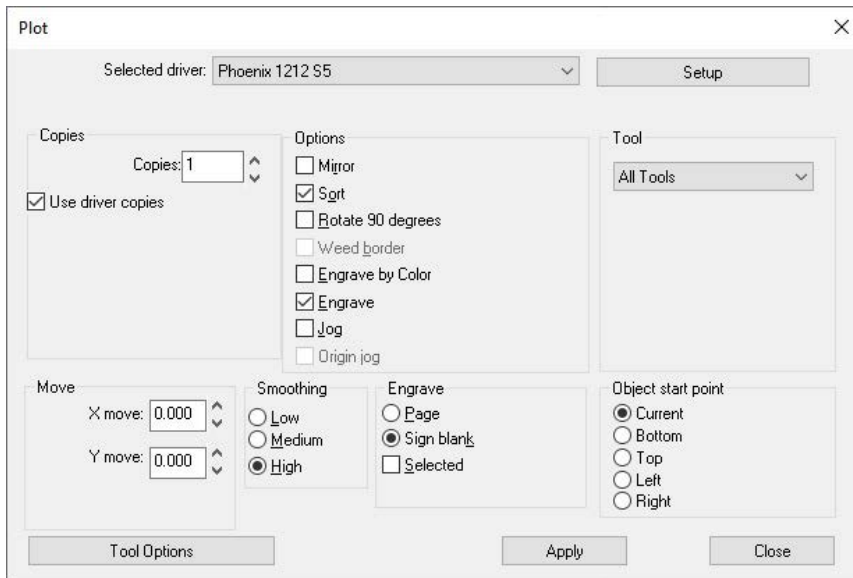 Plot
Selected driver: Phoenix 1212 S5 Setup
Copies
Copies: 1
Use driver copies
Options
Mirror
Sort
Rotate 90 degrees
Weed border
Engrave by Color
Engrave
Jog
Origin jog
Tool
All Tools
Move
X move: 0.000
Y move: 0.000
Smoothing
Low
Medium
High
Engrave
Page
Sign blank
Selected
Object start point
Current
Bottom
Top
Left
Right
Tool Options Apply Close